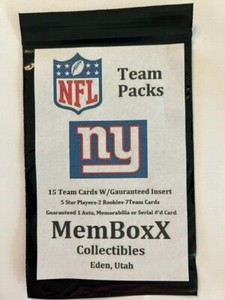 Team
Packs
NFL
ny
15 Team Cards W/Gauranteed Insert
5 Star Players-2 Rookies-7Team Cards
Guaranteed 1 Auto, Memorabilia or Serial #'d Card
MemBoxX
Collectibles
Eden, Utah